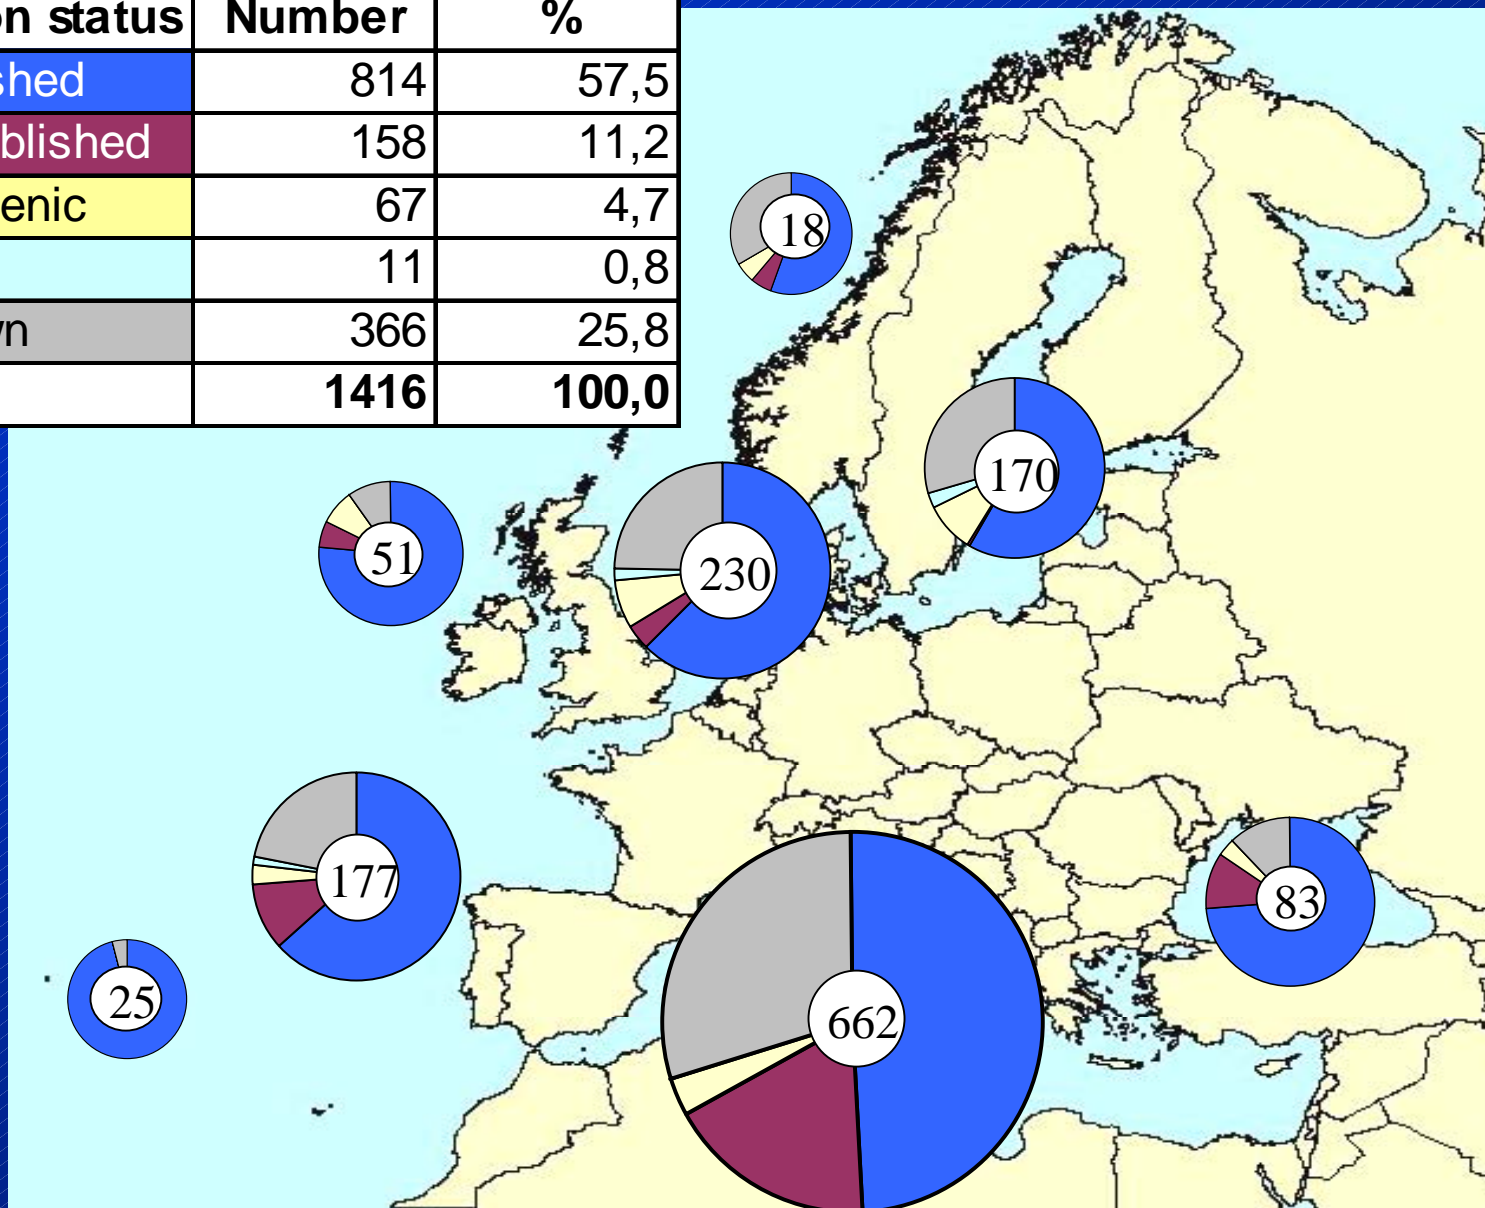 on status Number %
shed 814 57,5
blished 158 11,2
enic 67 4,7
11 0,8
vn 366 25,8
1416 100,0
18
170
51
230
177
83
25
662